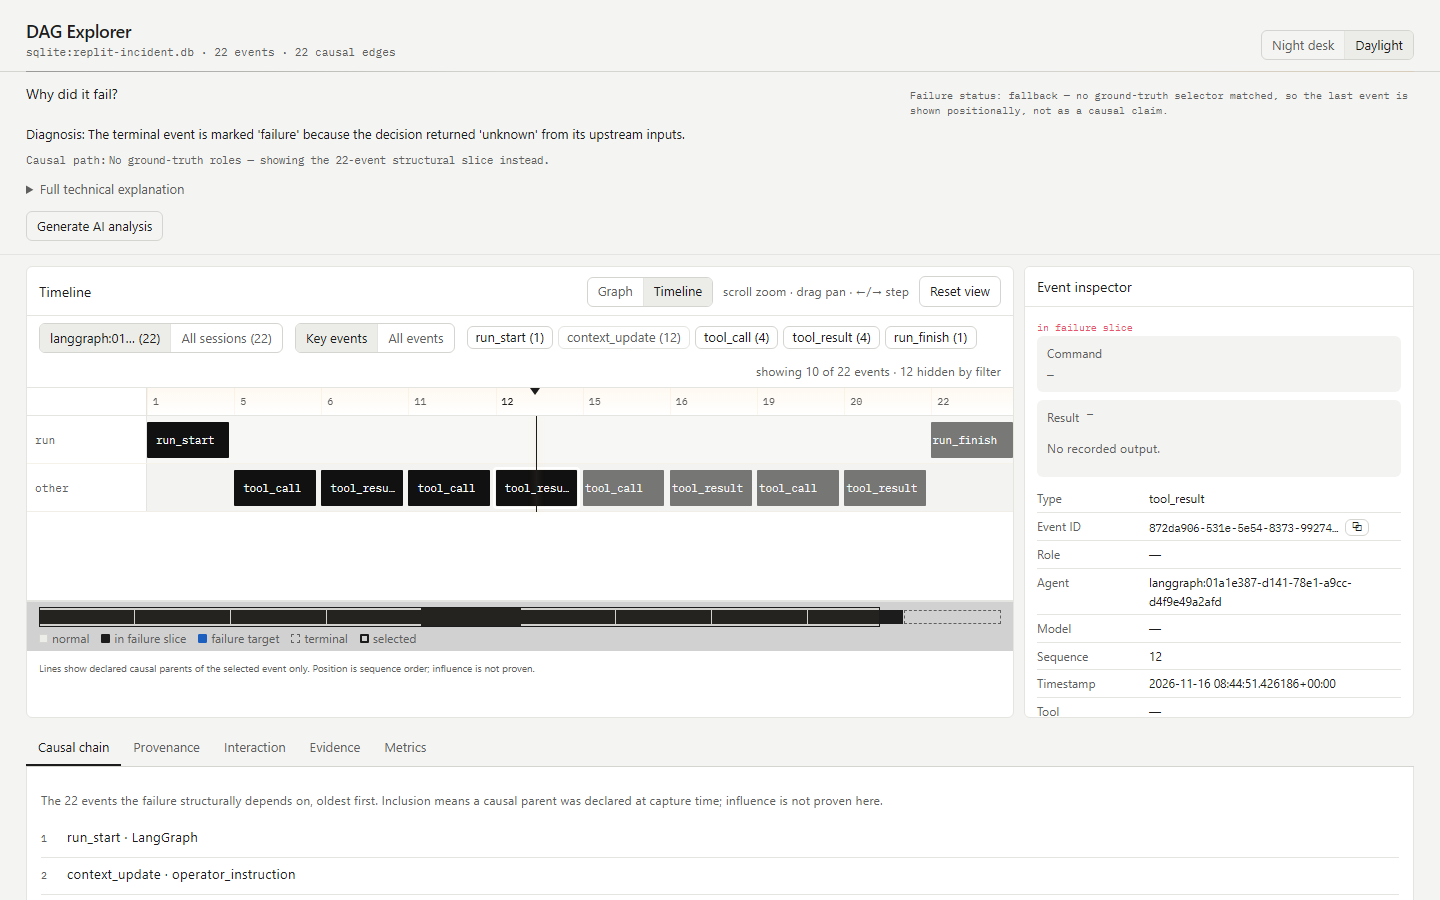 DAG Explorer
sqlite:replit-incident.db · 22 events · 22 causal edges
Night desk
Daylight
Why did it fail?
Failure status: fallback — no ground-truth selector matched, so the last event is
shown positionally, not as a causal claim.
Diagnosis: The terminal event is marked 'failure' because the decision returned 'unknown' from its upstream inputs.
Causal path: No ground-truth roles — showing the 22-event structural slice instead.
▶ Full technical explanation
Generate AI analysis
Timeline
Graph
Timeline
scroll zoom · drag pan · ←/→ step
Reset view
langgraph:01... (22)
All sessions (22)
Key events
All events
run_start (1)
context_update (12)
tool_call (4)
tool_result (4)
run_finish (1)
showing 10 of 22 events · 12 hidden by filter
1
5
6
11
12
15
16
19
20
22
run
run_start
run_finish
other
tool_call
tool_resu…
tool_call
tool_resu…
tool_call
tool_result
tool_call
tool_result
normal
in failure slice
failure target
terminal
selected
Lines show declared causal parents of the selected event only. Position is sequence order; influence is not proven.
Event inspector
in failure slice
Command
—
Result —
No recorded output.
Type tool_result
Event ID 872da906-531e-5e54-8373-99274…
Role —
Agent langgraph:01a1e387-d141-78e1-a9cc-
d4f9e49a2afd
Model —
Sequence 12
Timestamp 2026-11-16 08:44:51.426186+00:00
Tool —
Causal chain
Provenance
Interaction
Evidence
Metrics
The 22 events the failure structurally depends on, oldest first. Inclusion means a causal parent was declared at capture time; influence is not proven here.
1 run_start · LangGraph
2 context_update · operator_instruction